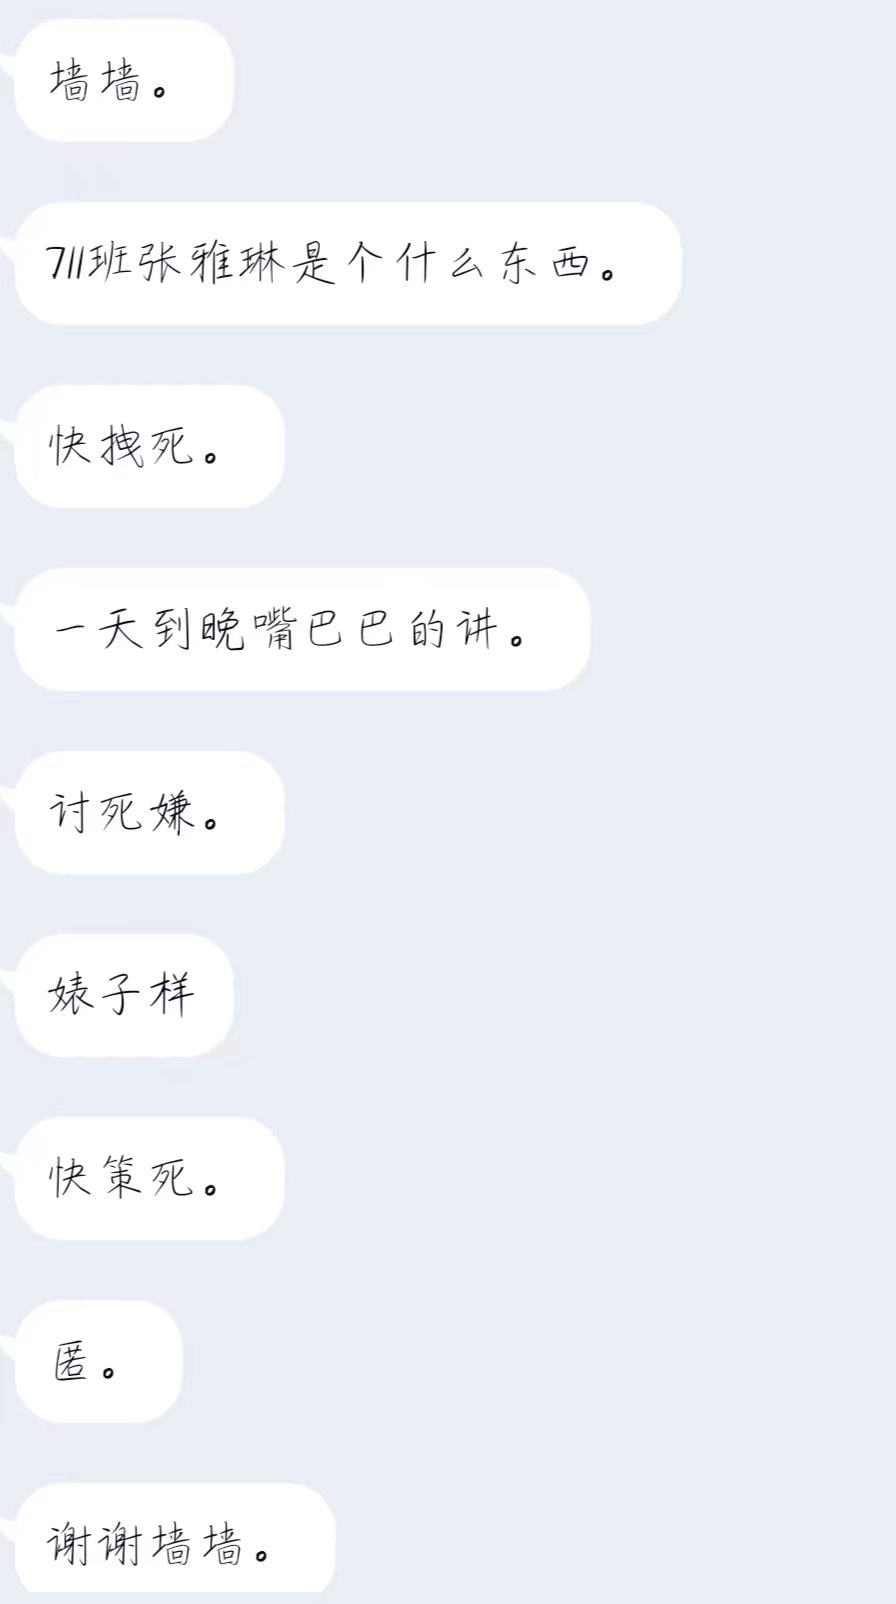 墙墙。
711班张雅琳是个什么东西。
快拽死。
一天到晚嘴巴巴的讲。
讨死嫌。
婊子样
快策死。
匿。
谢谢墙墙。